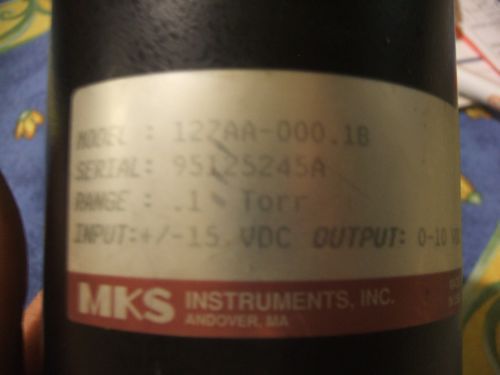 MODEL : 122AA-000.1B
SERIAL: 95125245A
RANGE : .1 Torr
INPUT:+/-15 VDC OUTPUT: 0-10
MKS INSTRUMENTS, INC.
ANDOVER, MA